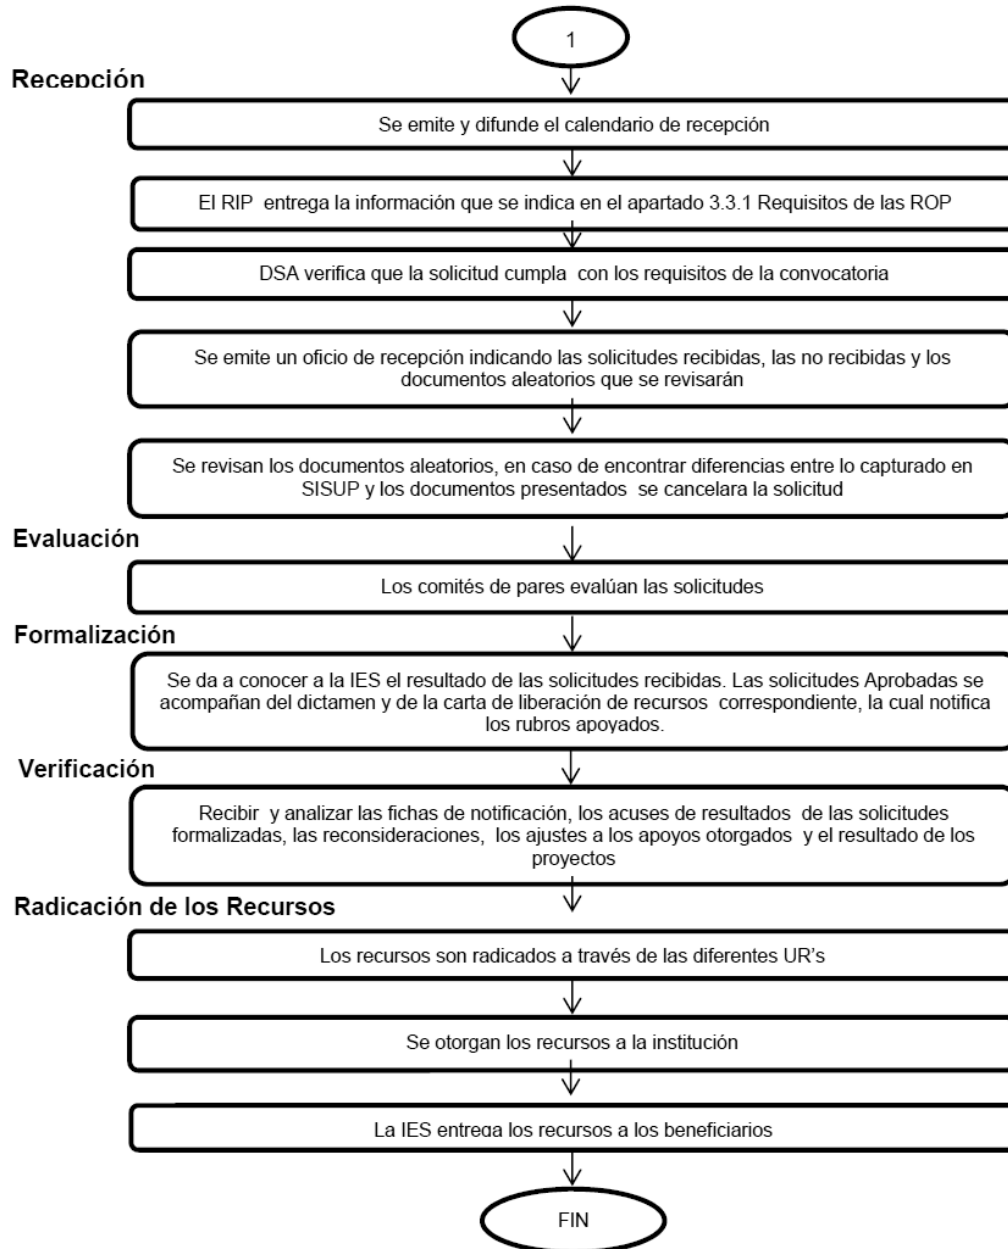 1
Recepción
Se emite y difunde el calendario de recepción
El RIP entrega la información que se indica en el apartado 3.3.1 Requisitos de las ROP
DSA verifica que la solicitud cumpla con los requisitos de la convocatoria
Se emite un oficio de recepción indicando las solicitudes recibidas, las no recibidas y los
documentos aleatorios que se revisarán
Se revisan los documentos aleatorios, en caso de encontrar diferencias entre lo capturado en
SISUP y los documentos presentados se cancelara la solicitud
Evaluación
Los comités de pares evalúan las solicitudes
Formalización
Se da a conocer a la IES el resultado de las solicitudes recibidas. Las solicitudes Aprobadas se
acompañan del dictamen y de la carta de liberación de recursos correspondiente, la cual notifica
los rubros apoyados.
Verificación
Recibir y analizar las fichas de notificación, los acuses de resultados de las solicitudes
formalizadas, las reconsideraciones, los ajustes a los apoyos otorgados y el resultado de los
proyectos
Radicación de los Recursos
Los recursos son radicados a través de las diferentes UR's
Se otorgan los recursos a la institución
La IES entrega los recursos a los beneficiarios
FIN